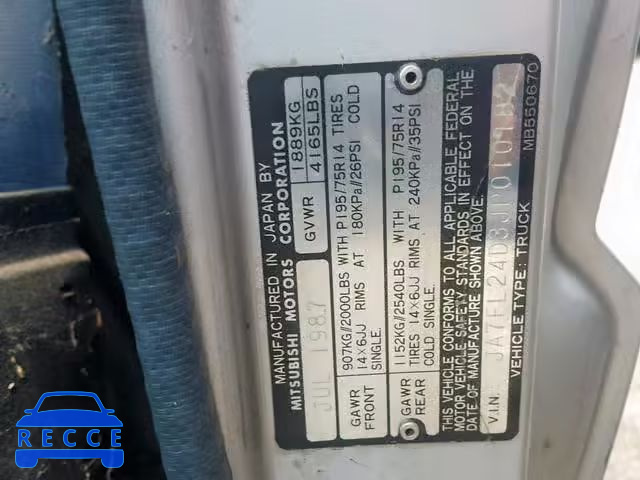 MANUFACTURED IN JAPAN BY
MITSUBISHI MOTORS CORPORATION
JUL 1987
GVWR
1889KG
4165LBS
GAWR
FRONT
907KG//2000LBS WITH P195/75R14 TIRES
14×6JJ RIMS AT 180KPa//26PSI COLD
SINGLE.
GAWR
REAR
1152KG//2540LBS WITH P195/75R14
TIRES 14×6JJ RIMS AT 240KPa//35PSI
COLD SINGLE.
THIS VEHICLE CONFORMS TO ALL APPLICABLE FEDERAL
MOTOR VEHICLE SAFETY STANDARDS IN EFFECT ON THE
DATE OF MANUFACTURE SHOWN ABOVE.
V.I.N.
VEHICLE TYPE: TRUCK
MB550670
RECCE